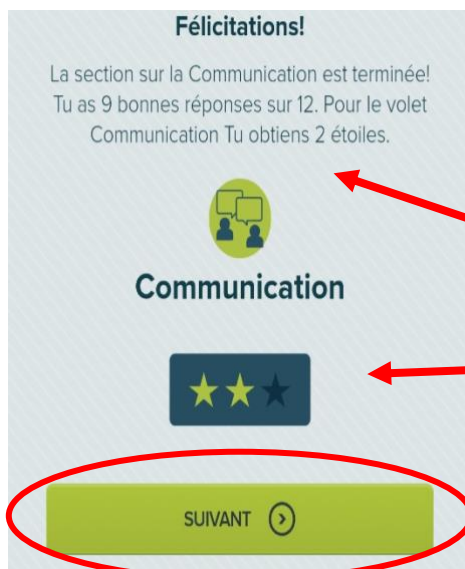 Félicitations!
La section sur la Communication est terminée!
Tu as 9 bonnes réponses sur 12. Pour le volet
Communication Tu obtiens 2 étoiles.
Communication
SUIVANT